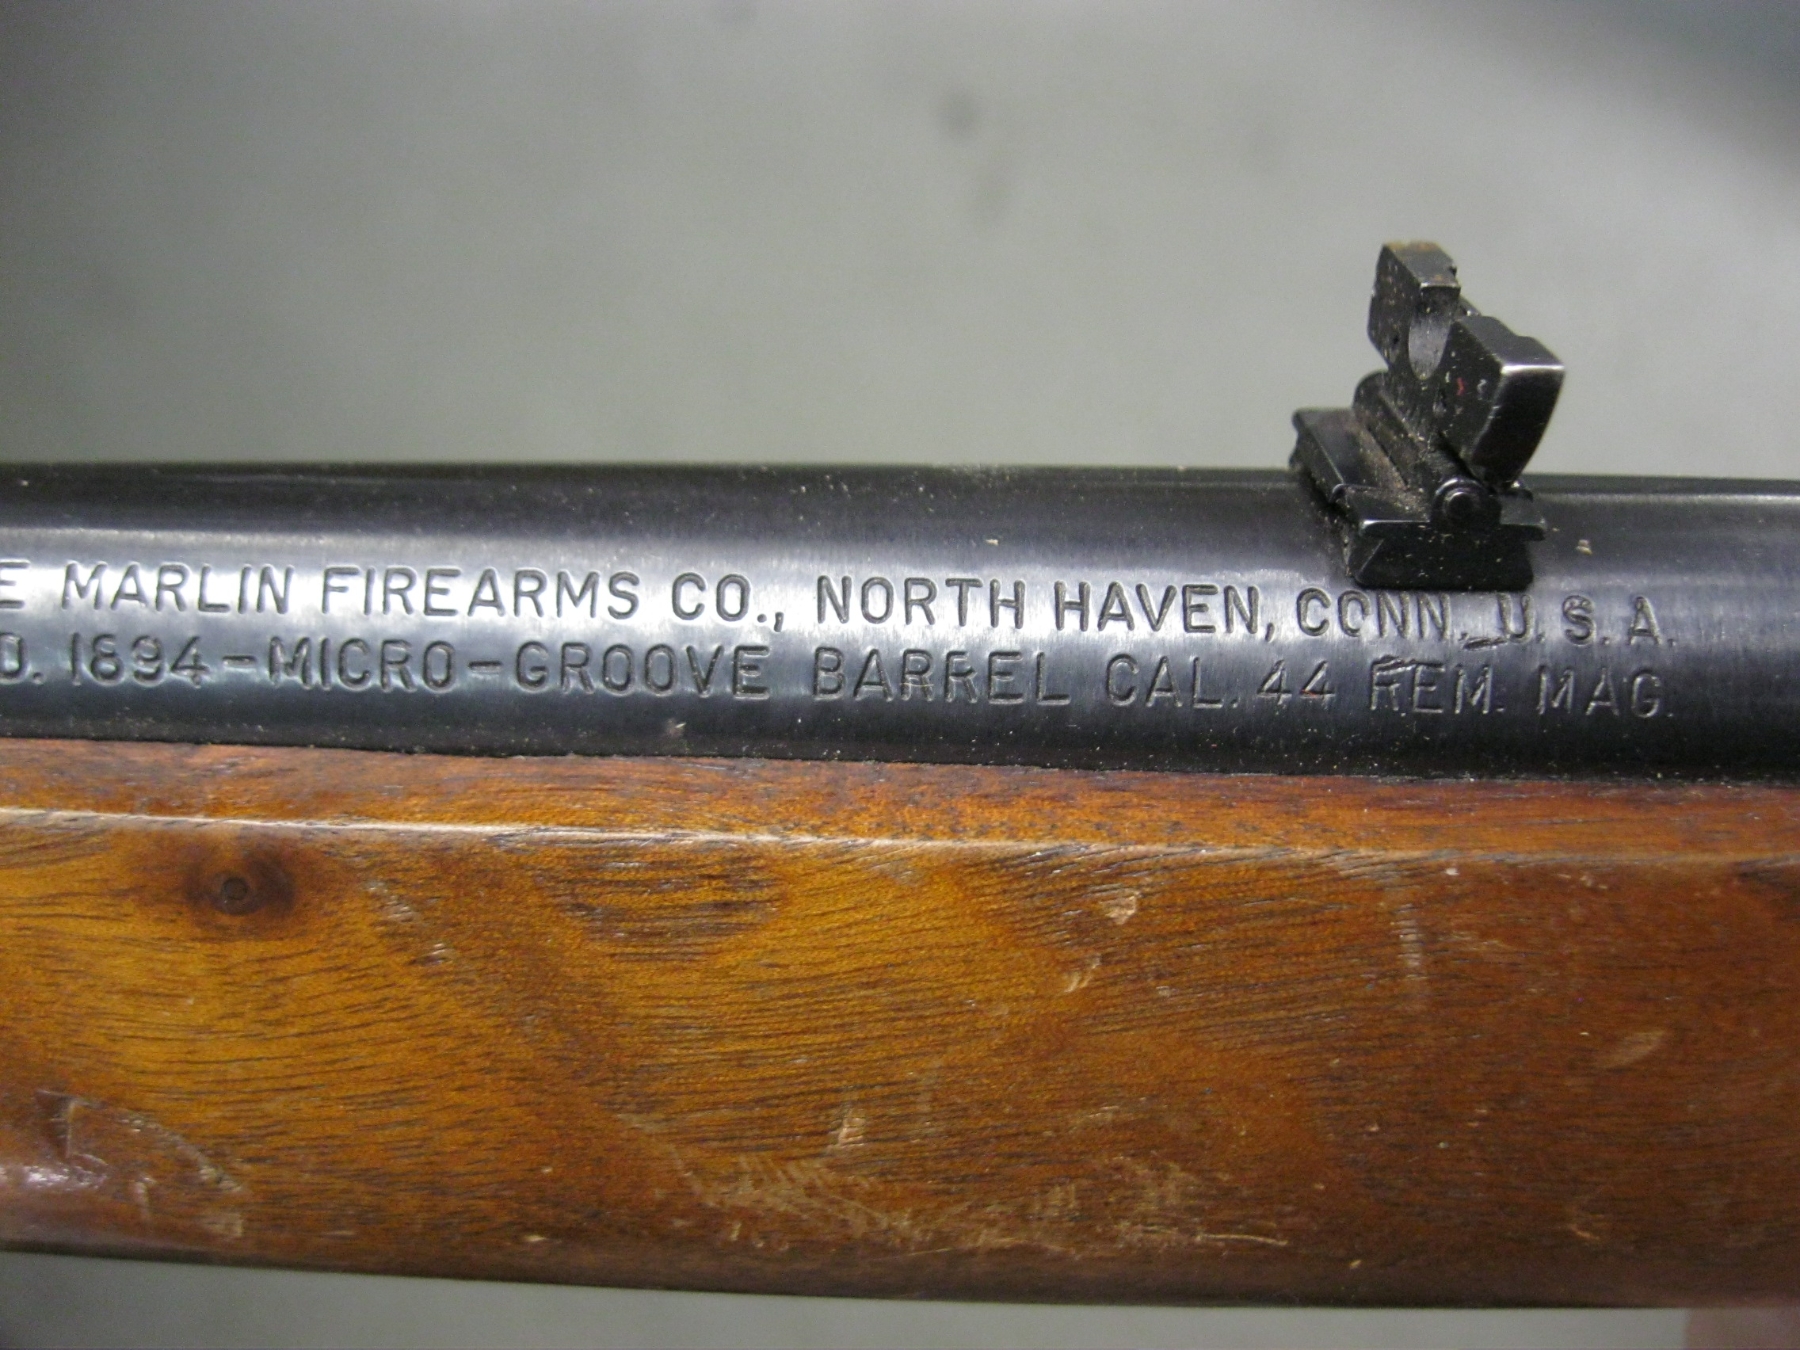 E MARLIN FIREARMS CO., NORTH HAVEN, CONN. U.S.A.
D. 1894-MICRO-GROOVE BARREL CAL. 44 REM. MAG.